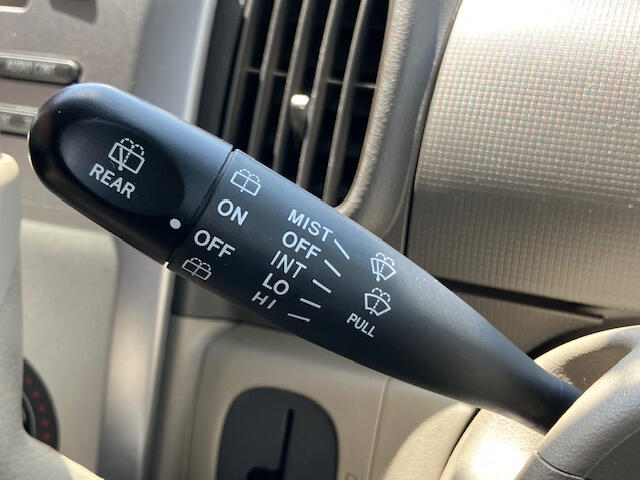 REAR
ON
OFF
MIST
OFF
INT
LO
HI
PULL